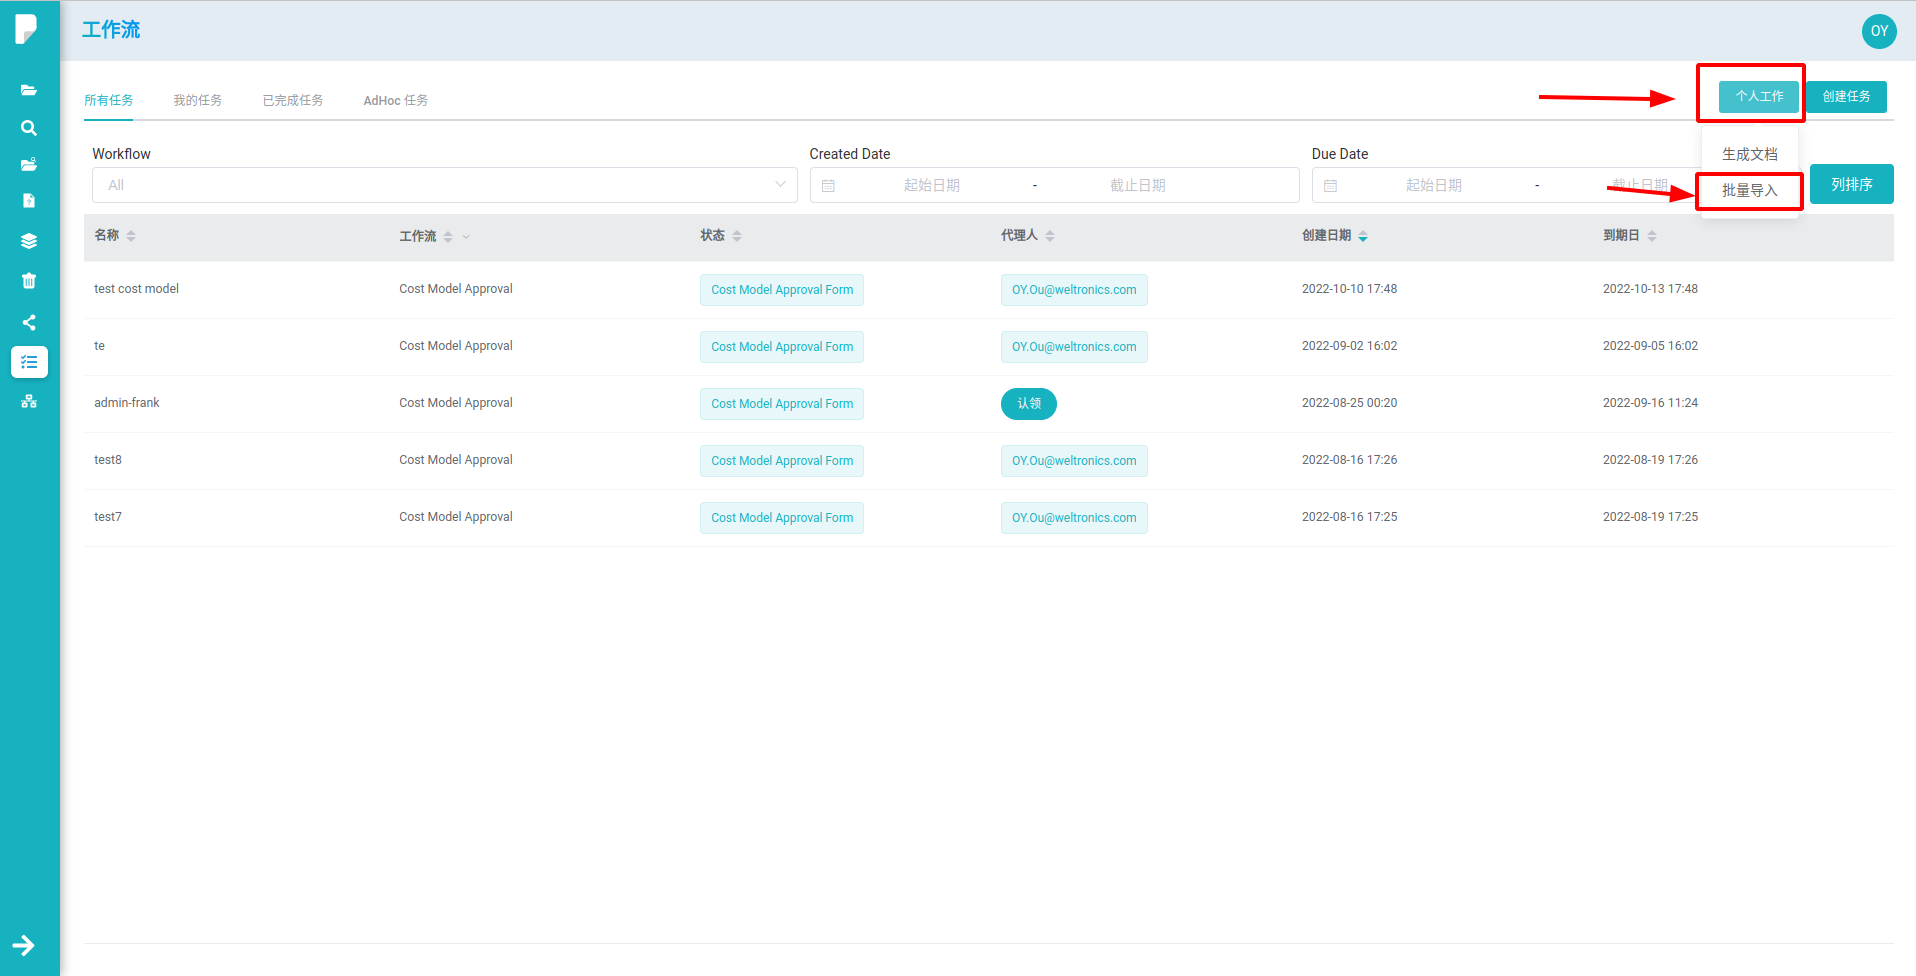 工作流
OY
所有任务 我的任务 已完成任务 AdHoc 任务 个人工作 创建任务
生成文档
批量导入
Workflow Created Date Due Date
All 起始日期 - 截止日期 起始日期 - 截止日期 列排序
名称 工作流 状态 代理人 创建日期 到期日
test cost model Cost Model Approval Cost Model Approval Form OY.Ou@weltronics.com 2022-10-10 17:48 2022-10-13 17:48
te Cost Model Approval Cost Model Approval Form OY.Ou@weltronics.com 2022-09-02 16:02 2022-09-05 16:02
admin-frank Cost Model Approval Cost Model Approval Form 认领 2022-08-25 00:20 2022-09-16 11:24
test8 Cost Model Approval Cost Model Approval Form OY.Ou@weltronics.com 2022-08-16 17:26 2022-08-19 17:26
test7 Cost Model Approval Cost Model Approval Form OY.Ou@weltronics.com 2022-08-16 17:25 2022-08-19 17:25